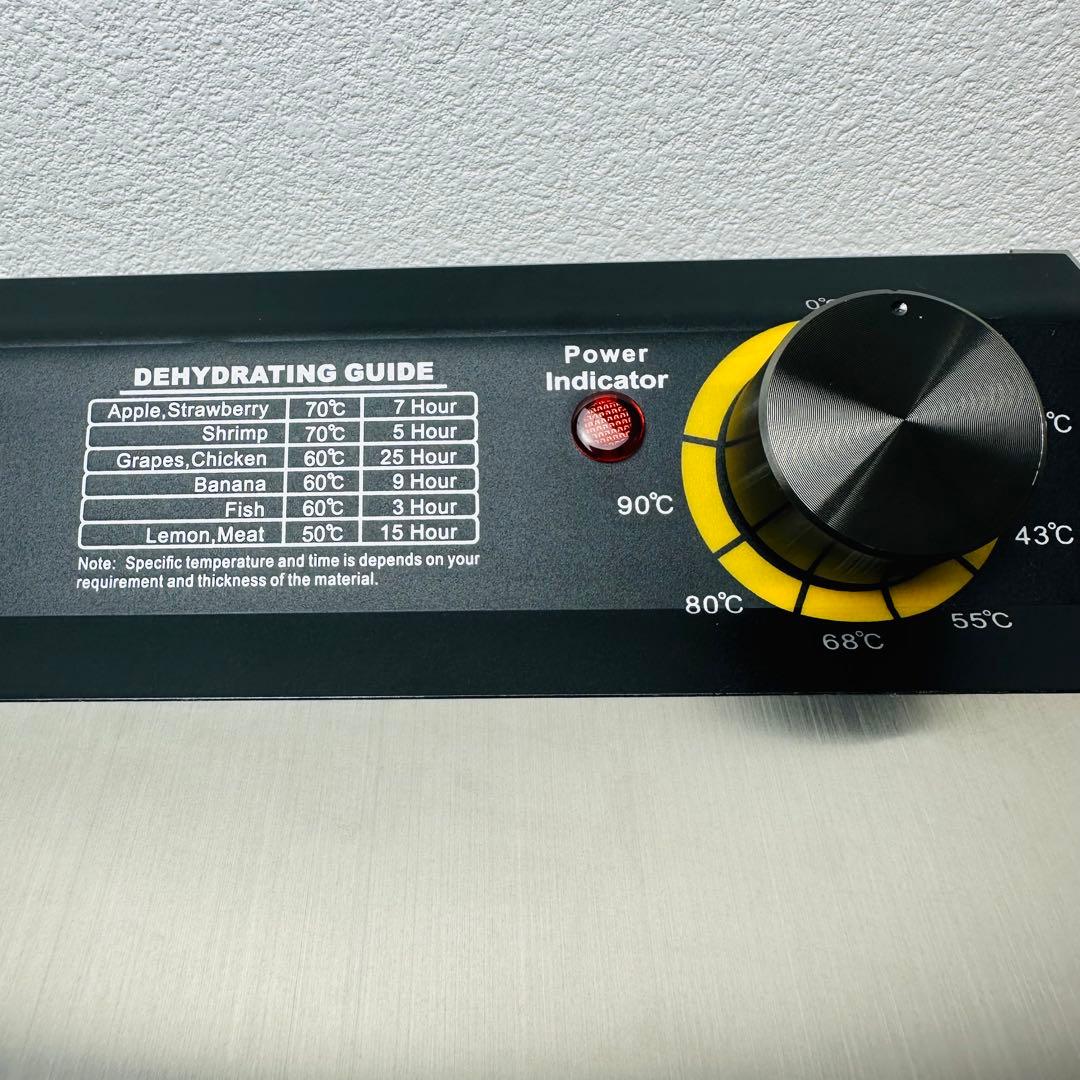 DEHYDRATING GUIDE
Apple,Strawberry 70℃ 7 Hour
Shrimp 70℃ 5 Hour
Grapes,Chicken 60℃ 25 Hour
Banana 60℃ 9 Hour
Fish 60℃ 3 Hour
Lemon,Meat 50℃ 15 Hour
Note: Specific temperature and time is depends on your
requirement and thickness of the material.
Power
Indicator
0℃
℃
43℃
55℃
68℃
80℃
90℃